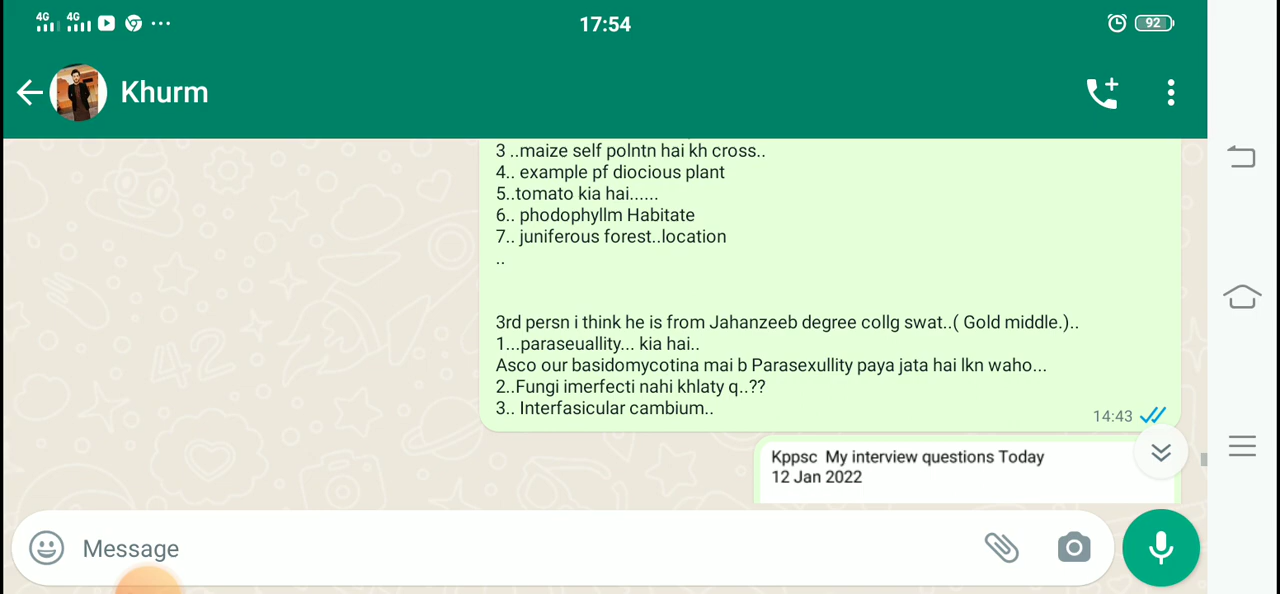 4G 4G 17:54 92
Khurm
3 ..maize self polntn hai kh cross..
4.. example pf diocious plant
5..tomato kia hai......
6.. phodophyllm Habitate
7.. juniferous forest..location
..
3rd persn i think he is from Jahanzeeb degree collg swat..( Gold middle.)..
1...paraseuallity... kia hai..
Asco our basidomycotina mai b Parasexullity paya jata hai lkn waho...
2..Fungi imerfecti nahi khlaty q..??
3.. Interfasicular cambium..
14:43
Kppsc My interview questions Today
12 Jan 2022
Message